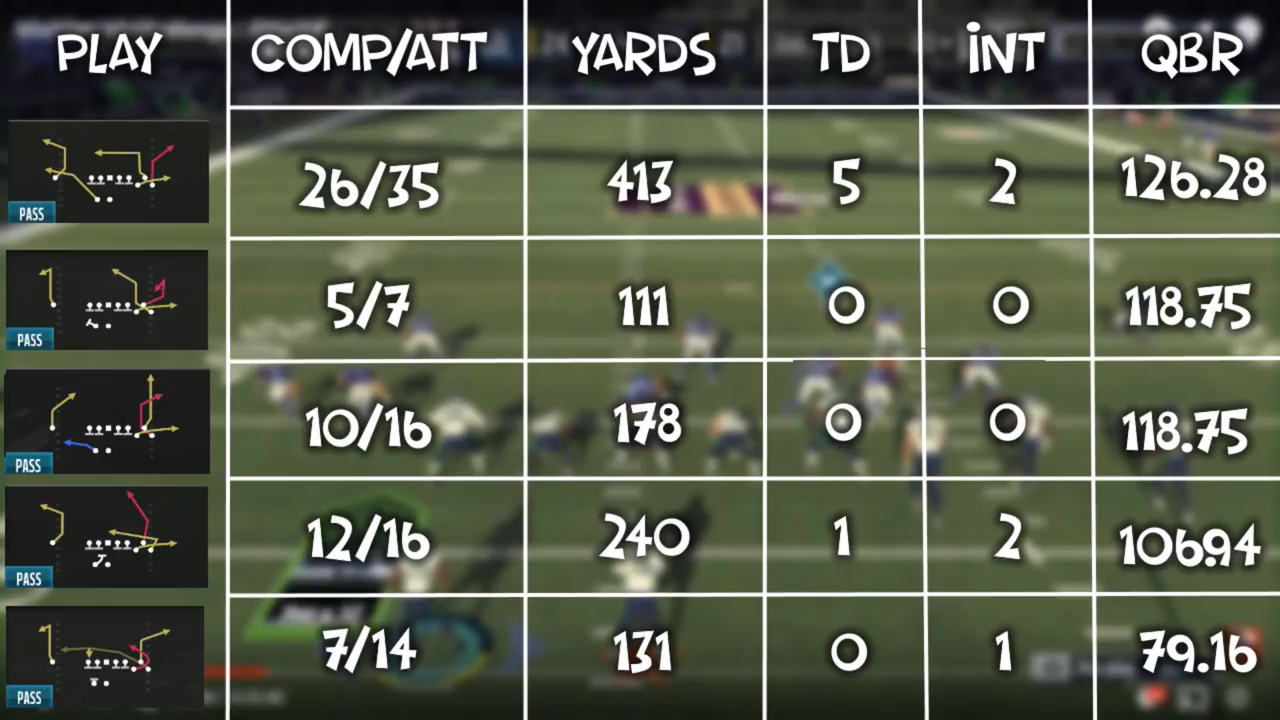 PLAY COMP/ATT YARDS TD İNT QBR
26/35 413 5 2 126.28
PASS
5/7 111 0 0 118.75
PASS
10/16 178 0 0 118.75
PASS
12/16 240 1 2 106.94
PASS
7/14 131 0 1 79.16
PASS